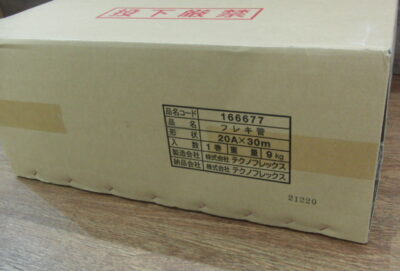 投下厳禁
品名コード 166677
品名 フレキ管
形状 20A×30m
入数 1巻 重量 9kg
製造会社 株式会社 テクノフレックス
納品会社 株式会社 テクノフレックス
21220